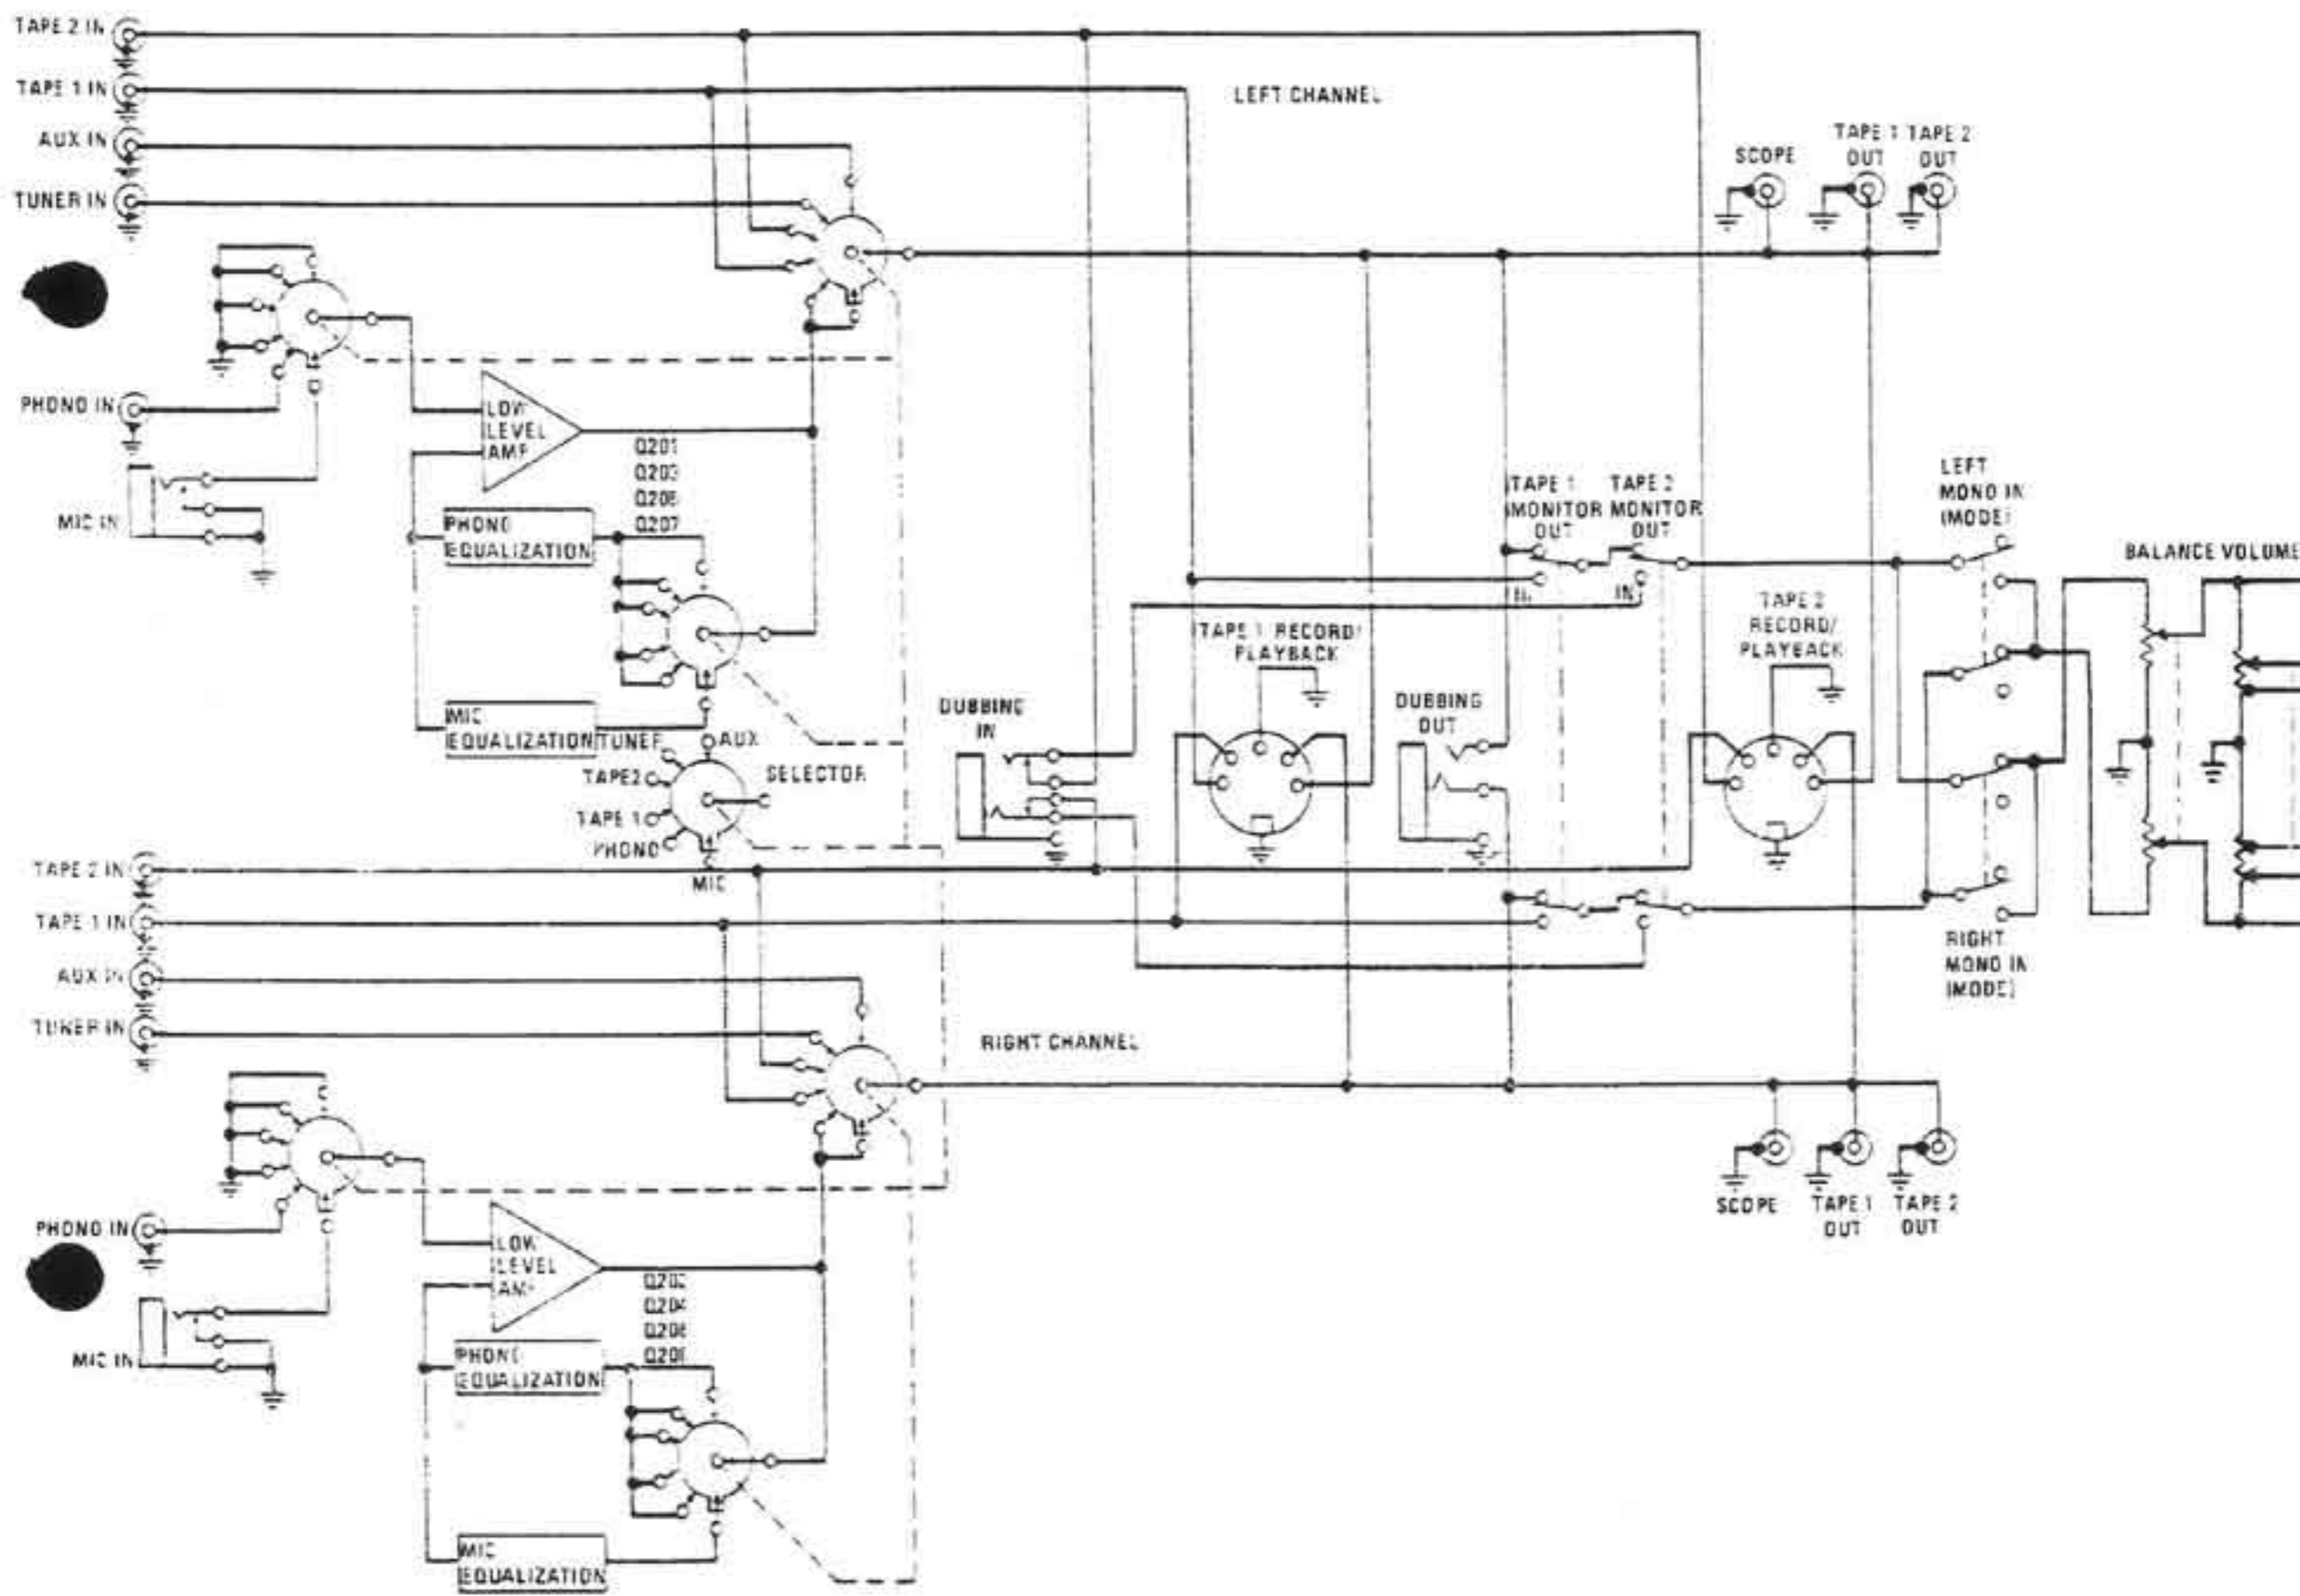 TAPE 2 IN
TAPE 1 IN
LEFT CHANNEL
AUX IN
TUNER IN
SCOPE
TAPE 1
OUT
TAPE 2
OUT
PHONO IN
LOW
LEVEL
AMP
Q201
Q203
Q207
MIC IN
PHONO
EQUALIZATION
MIC
EQUALIZATION
TUNER
AUX
TAPE2
SELECTOR
TAPE 1
PHONO
MIC
TAPE 1
MONITOR
OUT
TAPE 2
MONITOR
OUT
IN
IN
LEFT
MONO IN
(MODE)
BALANCE VOLUME
TAPE 1 RECORD/
PLAYBACK
TAPE 2
RECORD/
PLAYBACK
DUBBING
IN
DUBBING
OUT
TAPE 2 IN
TAPE 1 IN
AUX IN
TUNER IN
RIGHT CHANNEL
RIGHT
MONO IN
(MODE)
PHONO IN
LOW
LEVEL
AMP
SCOPE
TAPE 1
OUT
TAPE 2
OUT
Q202
Q204
MIC IN
PHONO
EQUALIZATION
MIC
EQUALIZATION